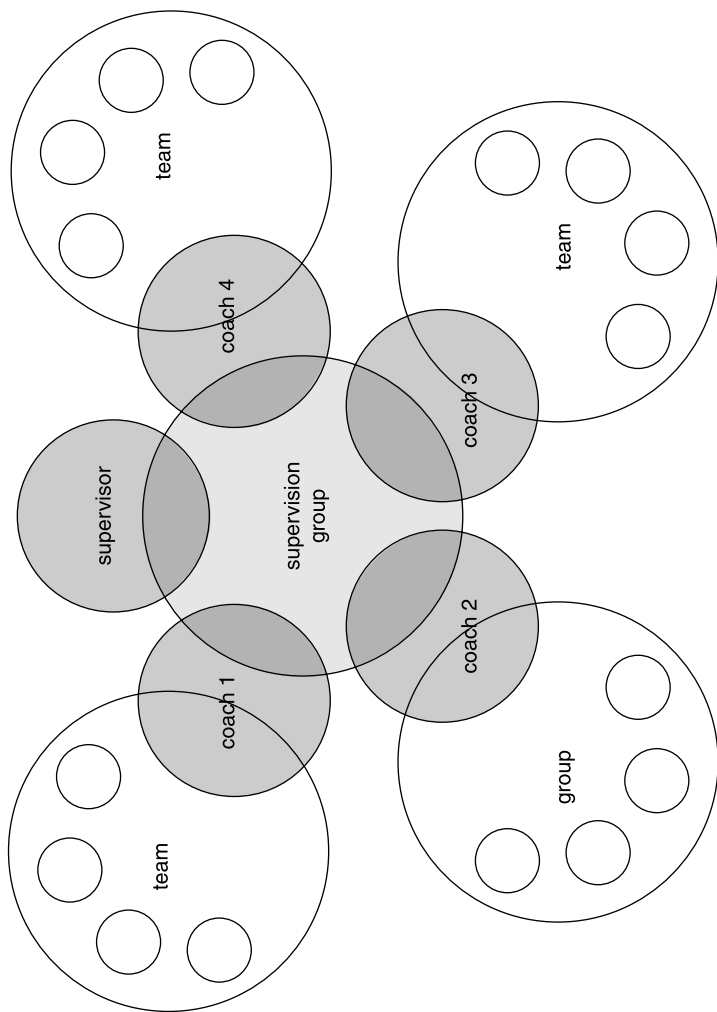 supervisor
team
team
coach 1
coach 4
supervision
group
coach 2
coach 3
group
team